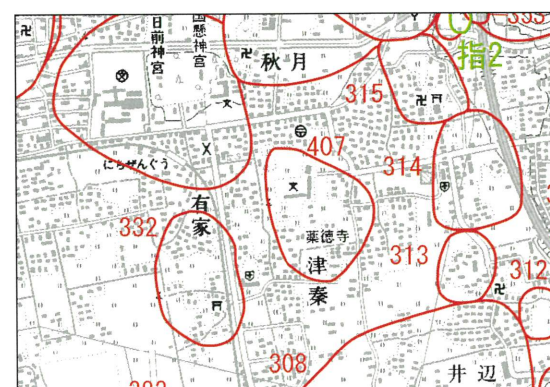 日前神宮
国懸神宮
秋月
指2
333
315
407
314
にちぜんぐう
有家
332
薬徳寺
津秦
313
312
308
井辺